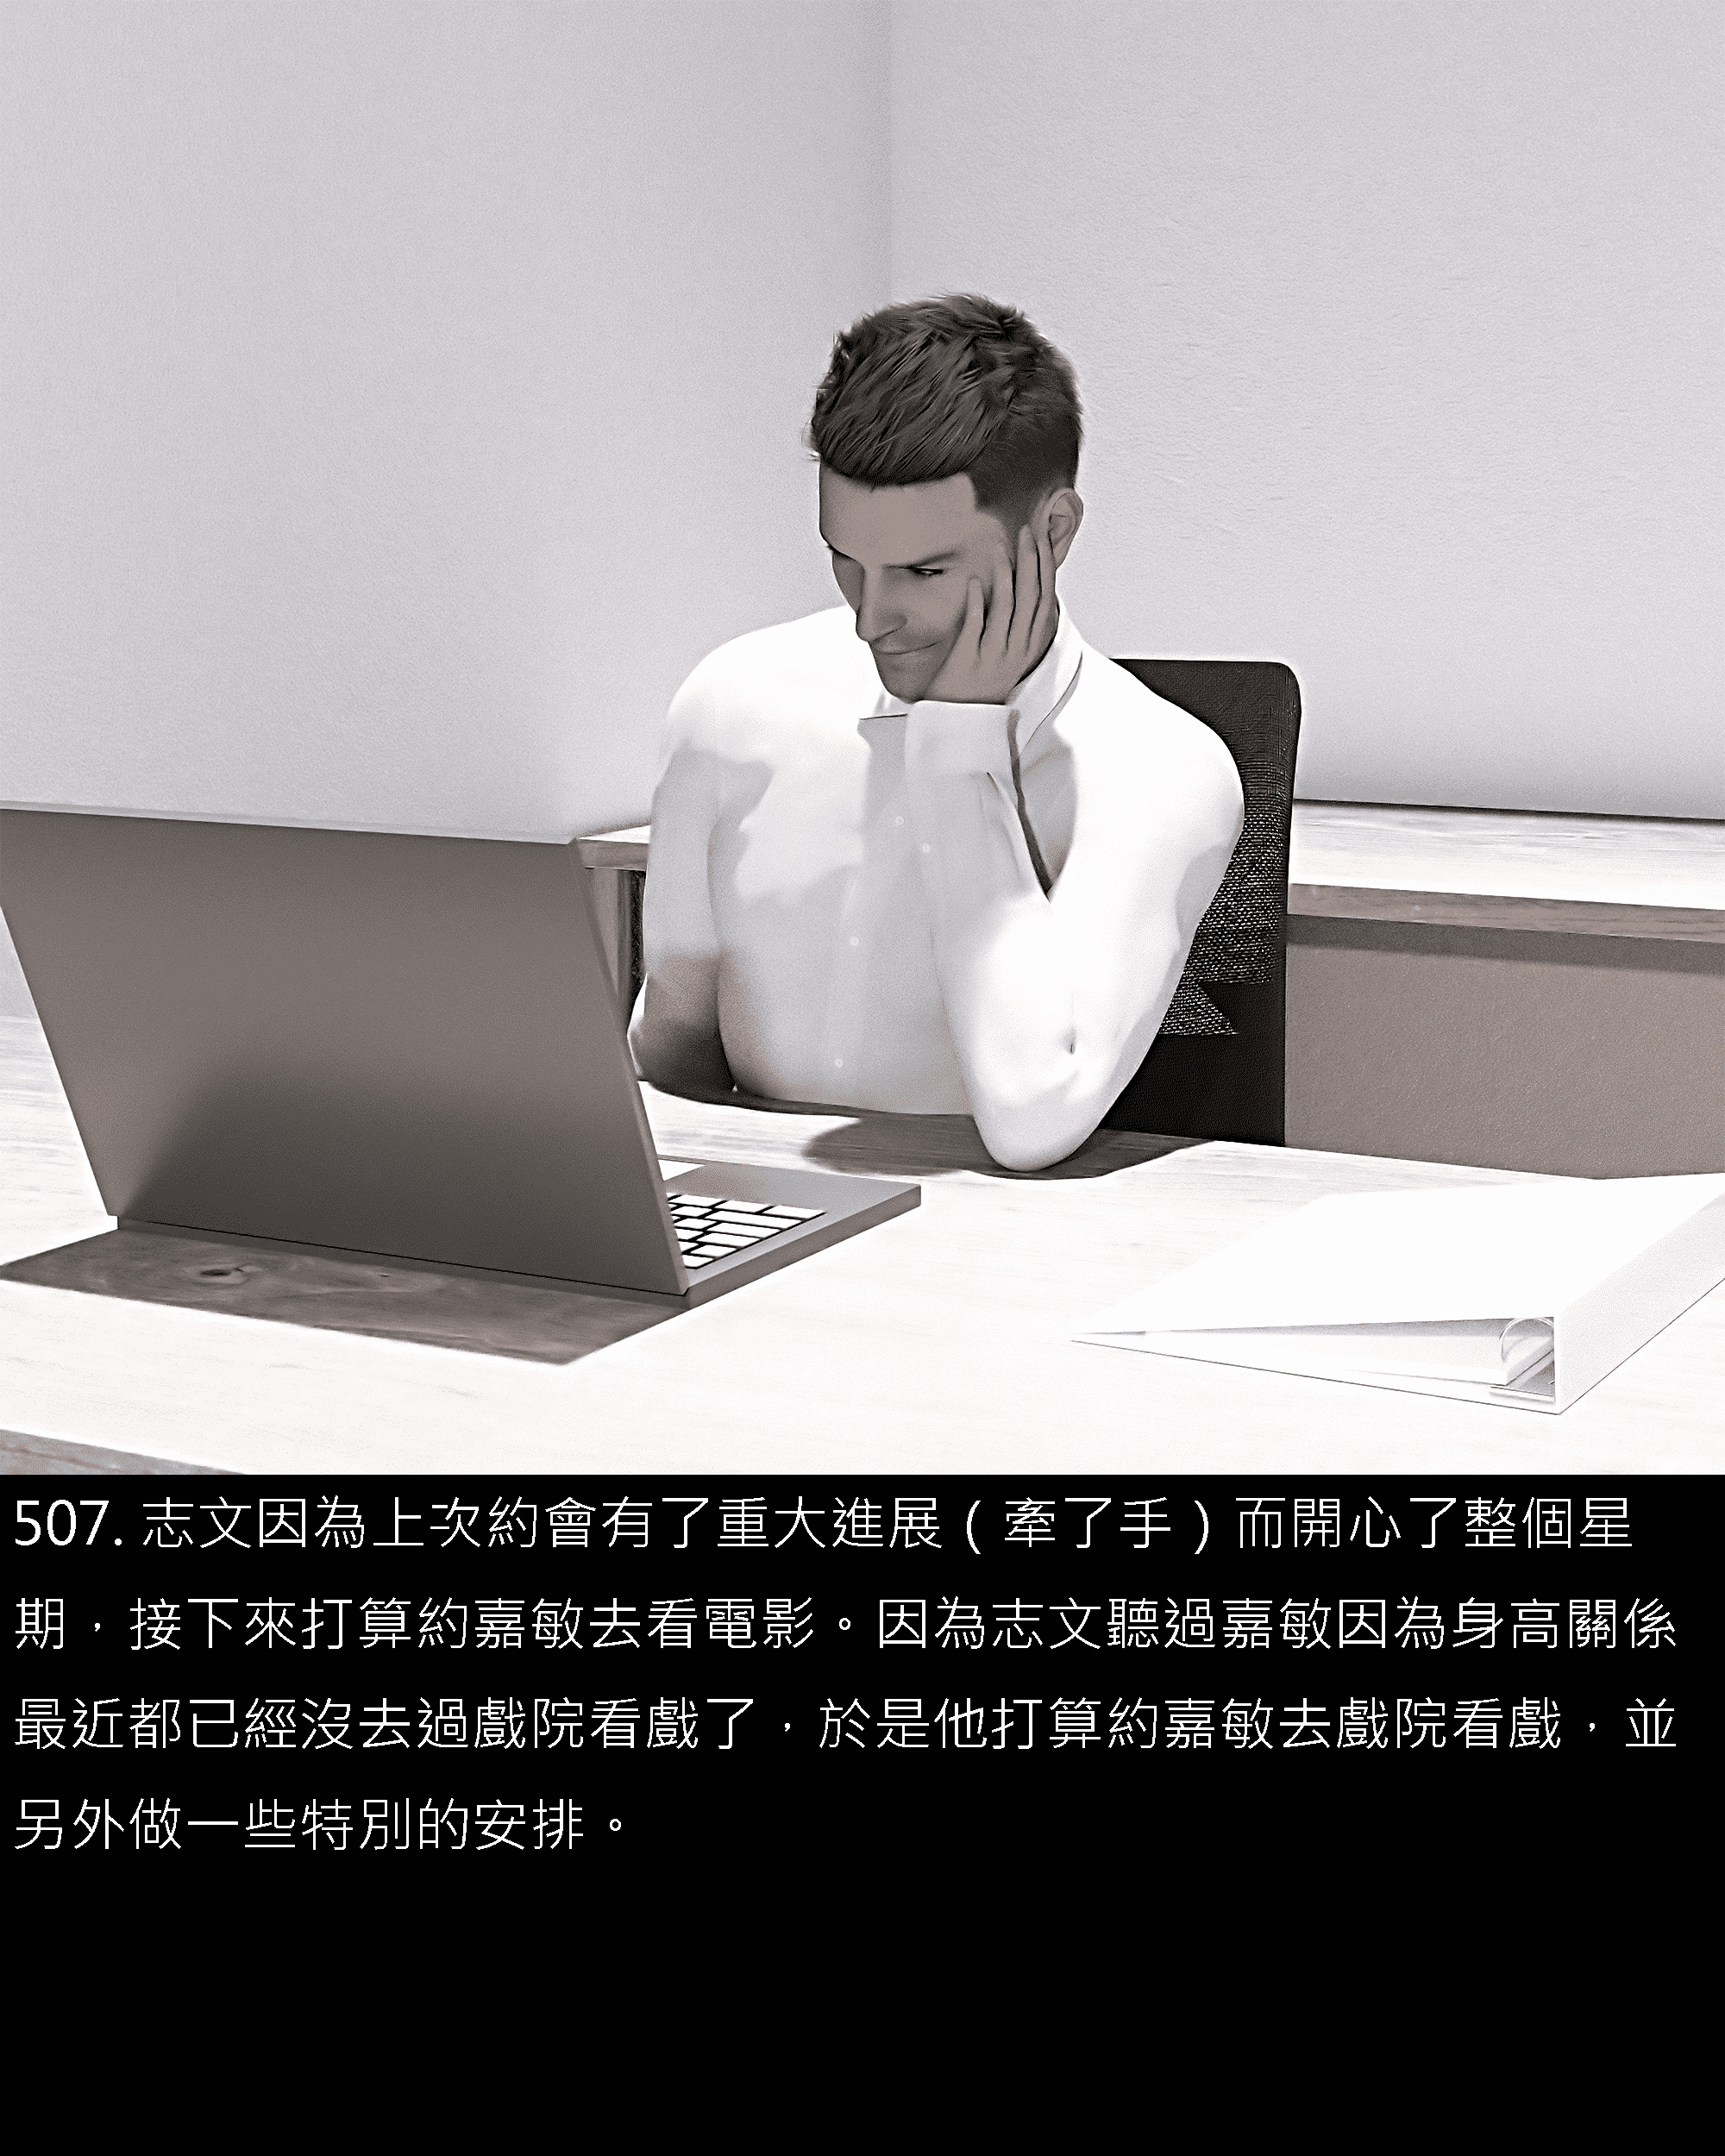 507. 志文因為上次約會有了重大進展（牽了手）而開心了整個星
期，接下來打算約嘉敏去看電影。因為志文聽過嘉敏因為身高關係
最近都已經沒去過戲院看戲了，於是他打算約嘉敏去戲院看戲，並
另外做一些特別的安排。